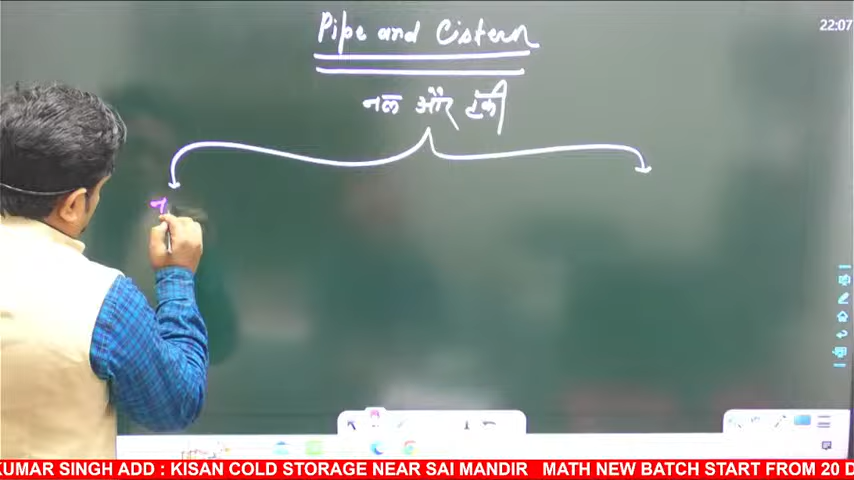 22:07
Pipe and Cistern
नल और टंकी
KUMAR SINGH ADD : KISAN COLD STORAGE NEAR SAI MANDIR MATH NEW BATCH START FROM 20 D